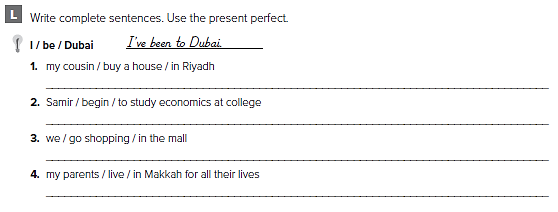 L Write complete sentences. Use the present perfect.
I / be / Dubai I've been to Dubai.
1. my cousin / buy a house / in Riyadh
2. Samir / begin / to study economics at college
3. we / go shopping / in the mall
4. my parents / live / in Makkah for all their lives